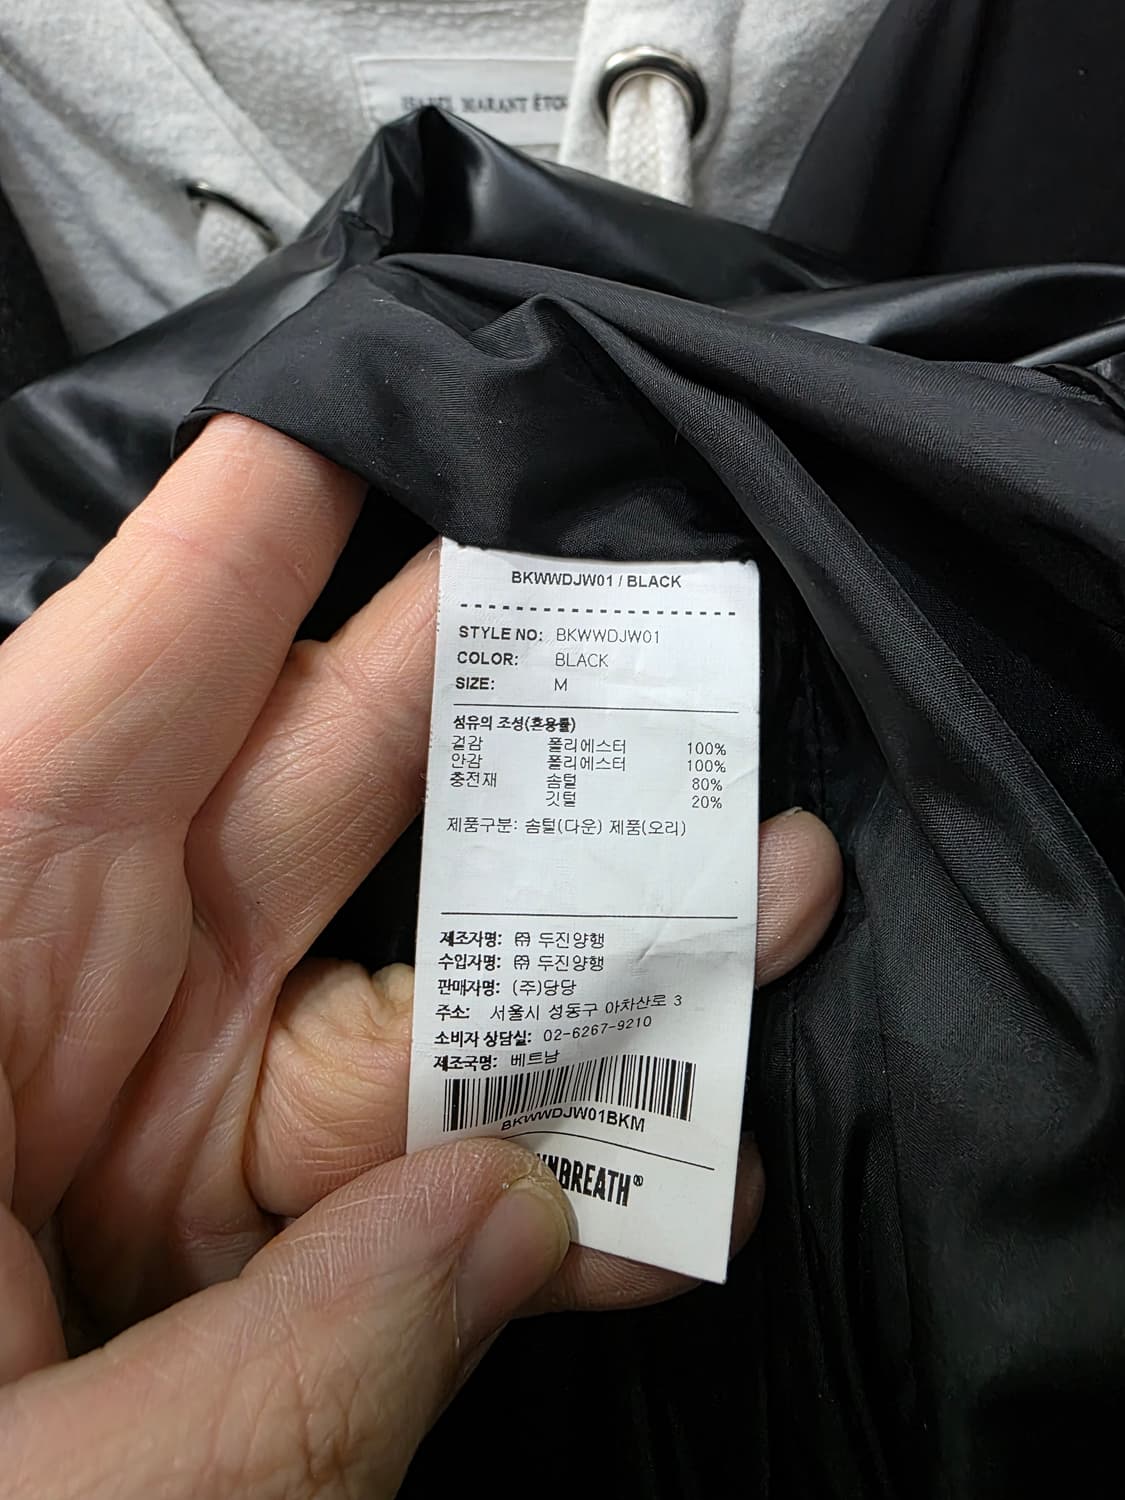 MARANT
BKWWDJW01 / BLACK
STYLE NO: BKWWDJW01
COLOR: BLACK
SIZE: M
섬유의 조성(혼용률)
겉감 폴리에스터 100%
안감 폴리에스터 100%
충전재 솜털 80%
깃털 20%
제품구분: 솜털(다운) 제품(오리)
제조자명: ㈜ 두진양행
수입자명: ㈜ 두진양행
판매자명: (주)당당
주소: 서울시 성동구 아차산로 3
소비자 상담실: 02-6267-9210
제조국명: 베트남
BKWWDJW01BKM
NBREATH®